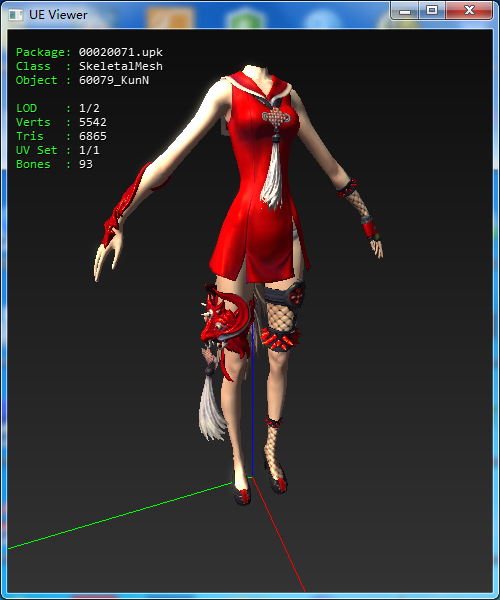 UE Viewer
Package: 00020071.upk
Class : SkeletalMesh
Object : 60079_KunN
LOD : 1/2
Verts : 5542
Tris : 6865
UV Set : 1/1
Bones : 93